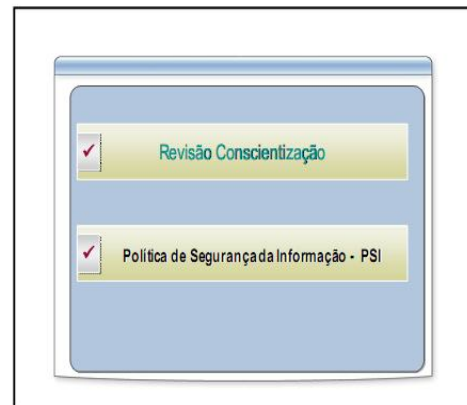 Revisão Conscientização
Política de Segurança da Informação - PSI